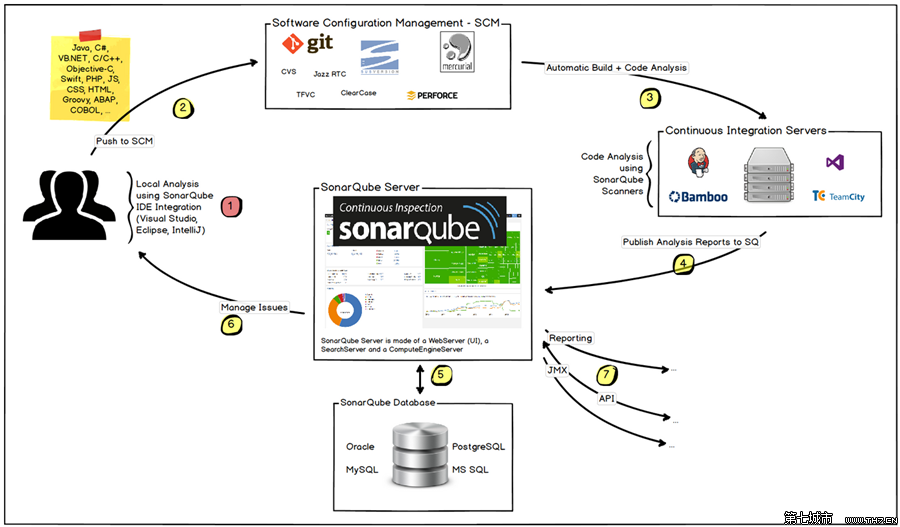 Software Configuration Management - SCM
Java, C#,
VB.NET, C/C++,
Objective-C,
Swift, PHP, JS,
CSS, HTML,
Groovy, ABAP,
COBOL, ...
git
SUBVERSION
mercurial
CVS
Jazz RTC
TFVC
ClearCase
PERFORCE
2
Push to SCM
Automatic Build + Code Analysis
3
Continuous Integration Servers
Code Analysis
using
SonarQube
Scanners
Bamboo
TC TeamCity
Local Analysis
using SonarQube
IDE Integration
(Visual Studio,
Eclipse, IntelliJ)
1
SonarQube Server
Continuous Inspection
sonarqube
SonarQube Server is made of a WebServer (UI), a
SearchServer and a ComputeEngineServer
Publish Analysis Reports to SQ
4
Manage Issues
6
5
Reporting
...
JMX
7
API
...
...
SonarQube Database
Oracle
PostgreSQL
MySQL
MS SQL
第七城市 WWW.TH7.CN